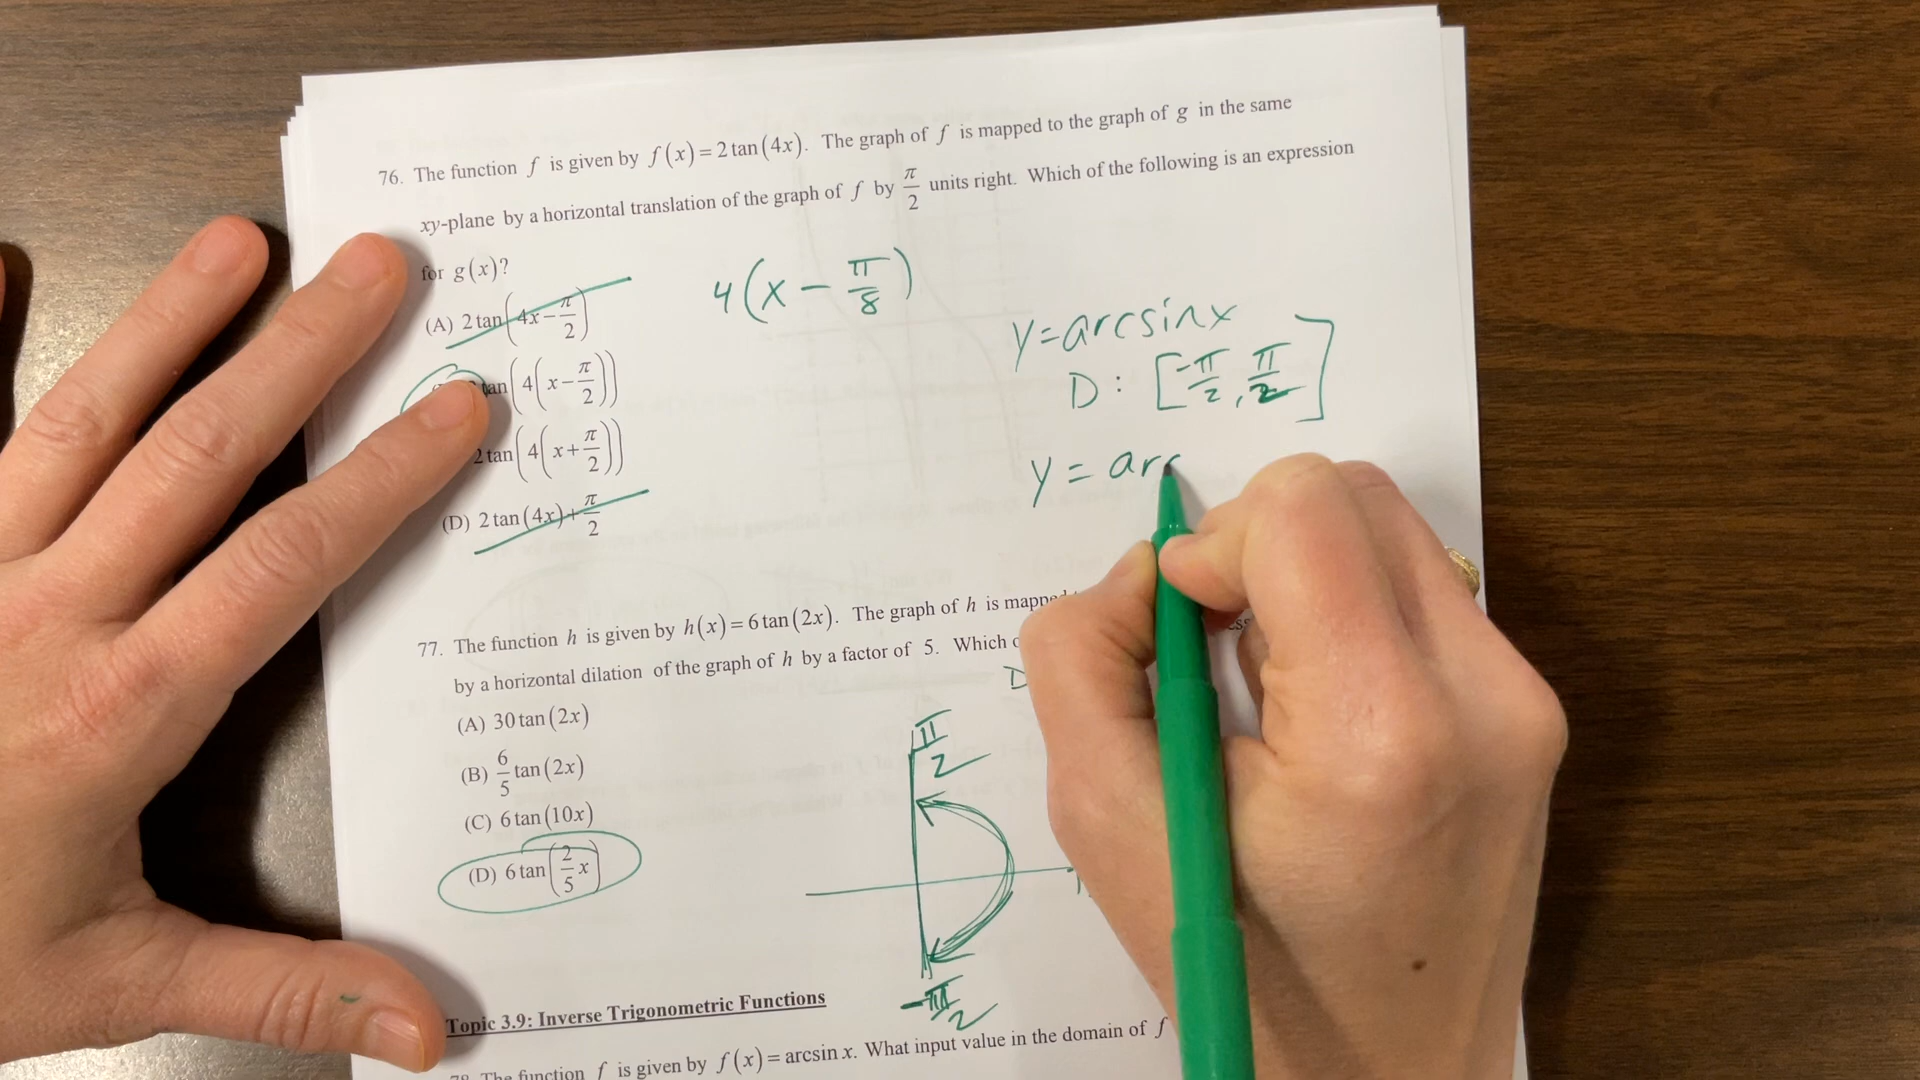 76. The function f is given by f(x) = 2 tan(4x). The graph of f is mapped to the graph of g in the same
xy-plane by a horizontal translation of the graph of f by π/2 units right. Which of the following is an expression
for g(x)?
(A) 2 tan(4x − π/2)
tan(4(x − π/2))
2 tan(4(x + π/2))
(D) 2 tan(4x) + π/2
4(x − π/8)
y = arcsinx
D : [-π/2, π/2]
y = arc
77. The function h is given by h(x) = 6 tan(2x). The graph of h is mapped
by a horizontal dilation of the graph of h by a factor of 5. Which
D
(A) 30 tan(2x)
(B) 6/5 tan(2x)
(C) 6 tan(10x)
(D) 6 tan(2/5 x)
π/2
-π/2
Topic 3.9: Inverse Trigonometric Functions
78. The function f is given by f(x) = arcsin x. What input value in the domain of f